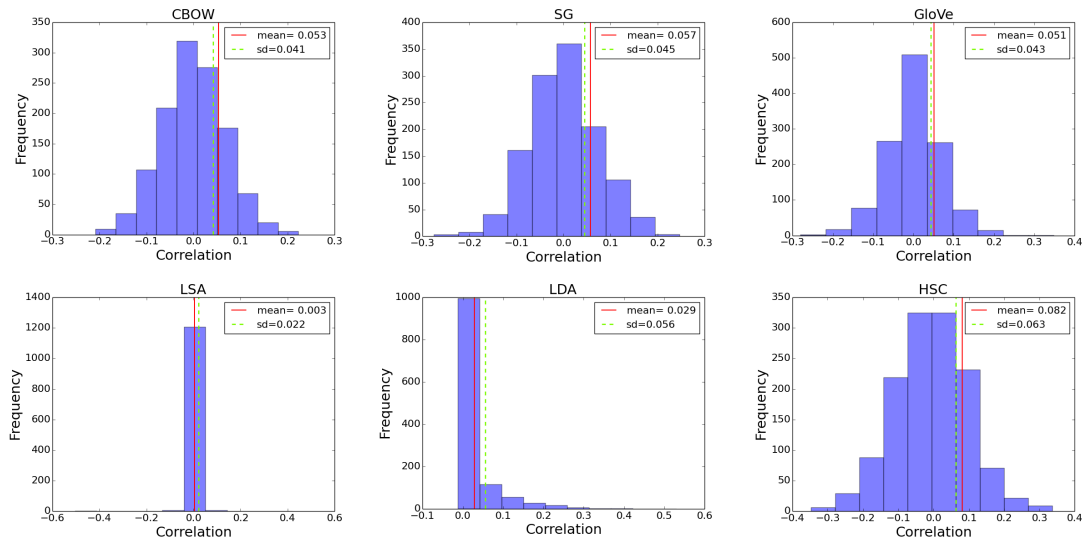 CBOW
mean= 0.053
sd=0.041
Frequency
350
300
250
200
150
100
50
0
−0.3 −0.2 −0.1 0.0 0.1 0.2 0.3
Correlation
SG
mean= 0.057
sd=0.045
Frequency
400
350
300
250
200
150
100
50
0
−0.3 −0.2 −0.1 0.0 0.1 0.2 0.3
Correlation
GloVe
mean= 0.051
sd=0.043
Frequency
600
500
400
300
200
100
0
−0.3 −0.2 −0.1 0.0 0.1 0.2 0.3 0.4
Correlation
LSA
mean= 0.003
sd=0.022
Frequency
1400
1200
1000
800
600
400
200
0
−0.6 −0.4 −0.2 0.0 0.2 0.4 0.6
Correlation
LDA
mean= 0.029
sd=0.056
Frequency
1000
800
600
400
200
0
−0.1 0.0 0.1 0.2 0.3 0.4 0.5 0.6
Correlation
HSC
mean= 0.082
sd=0.063
Frequency
350
300
250
200
150
100
50
0
−0.4 −0.3 −0.2 −0.1 0.0 0.1 0.2 0.3 0.4
Correlation